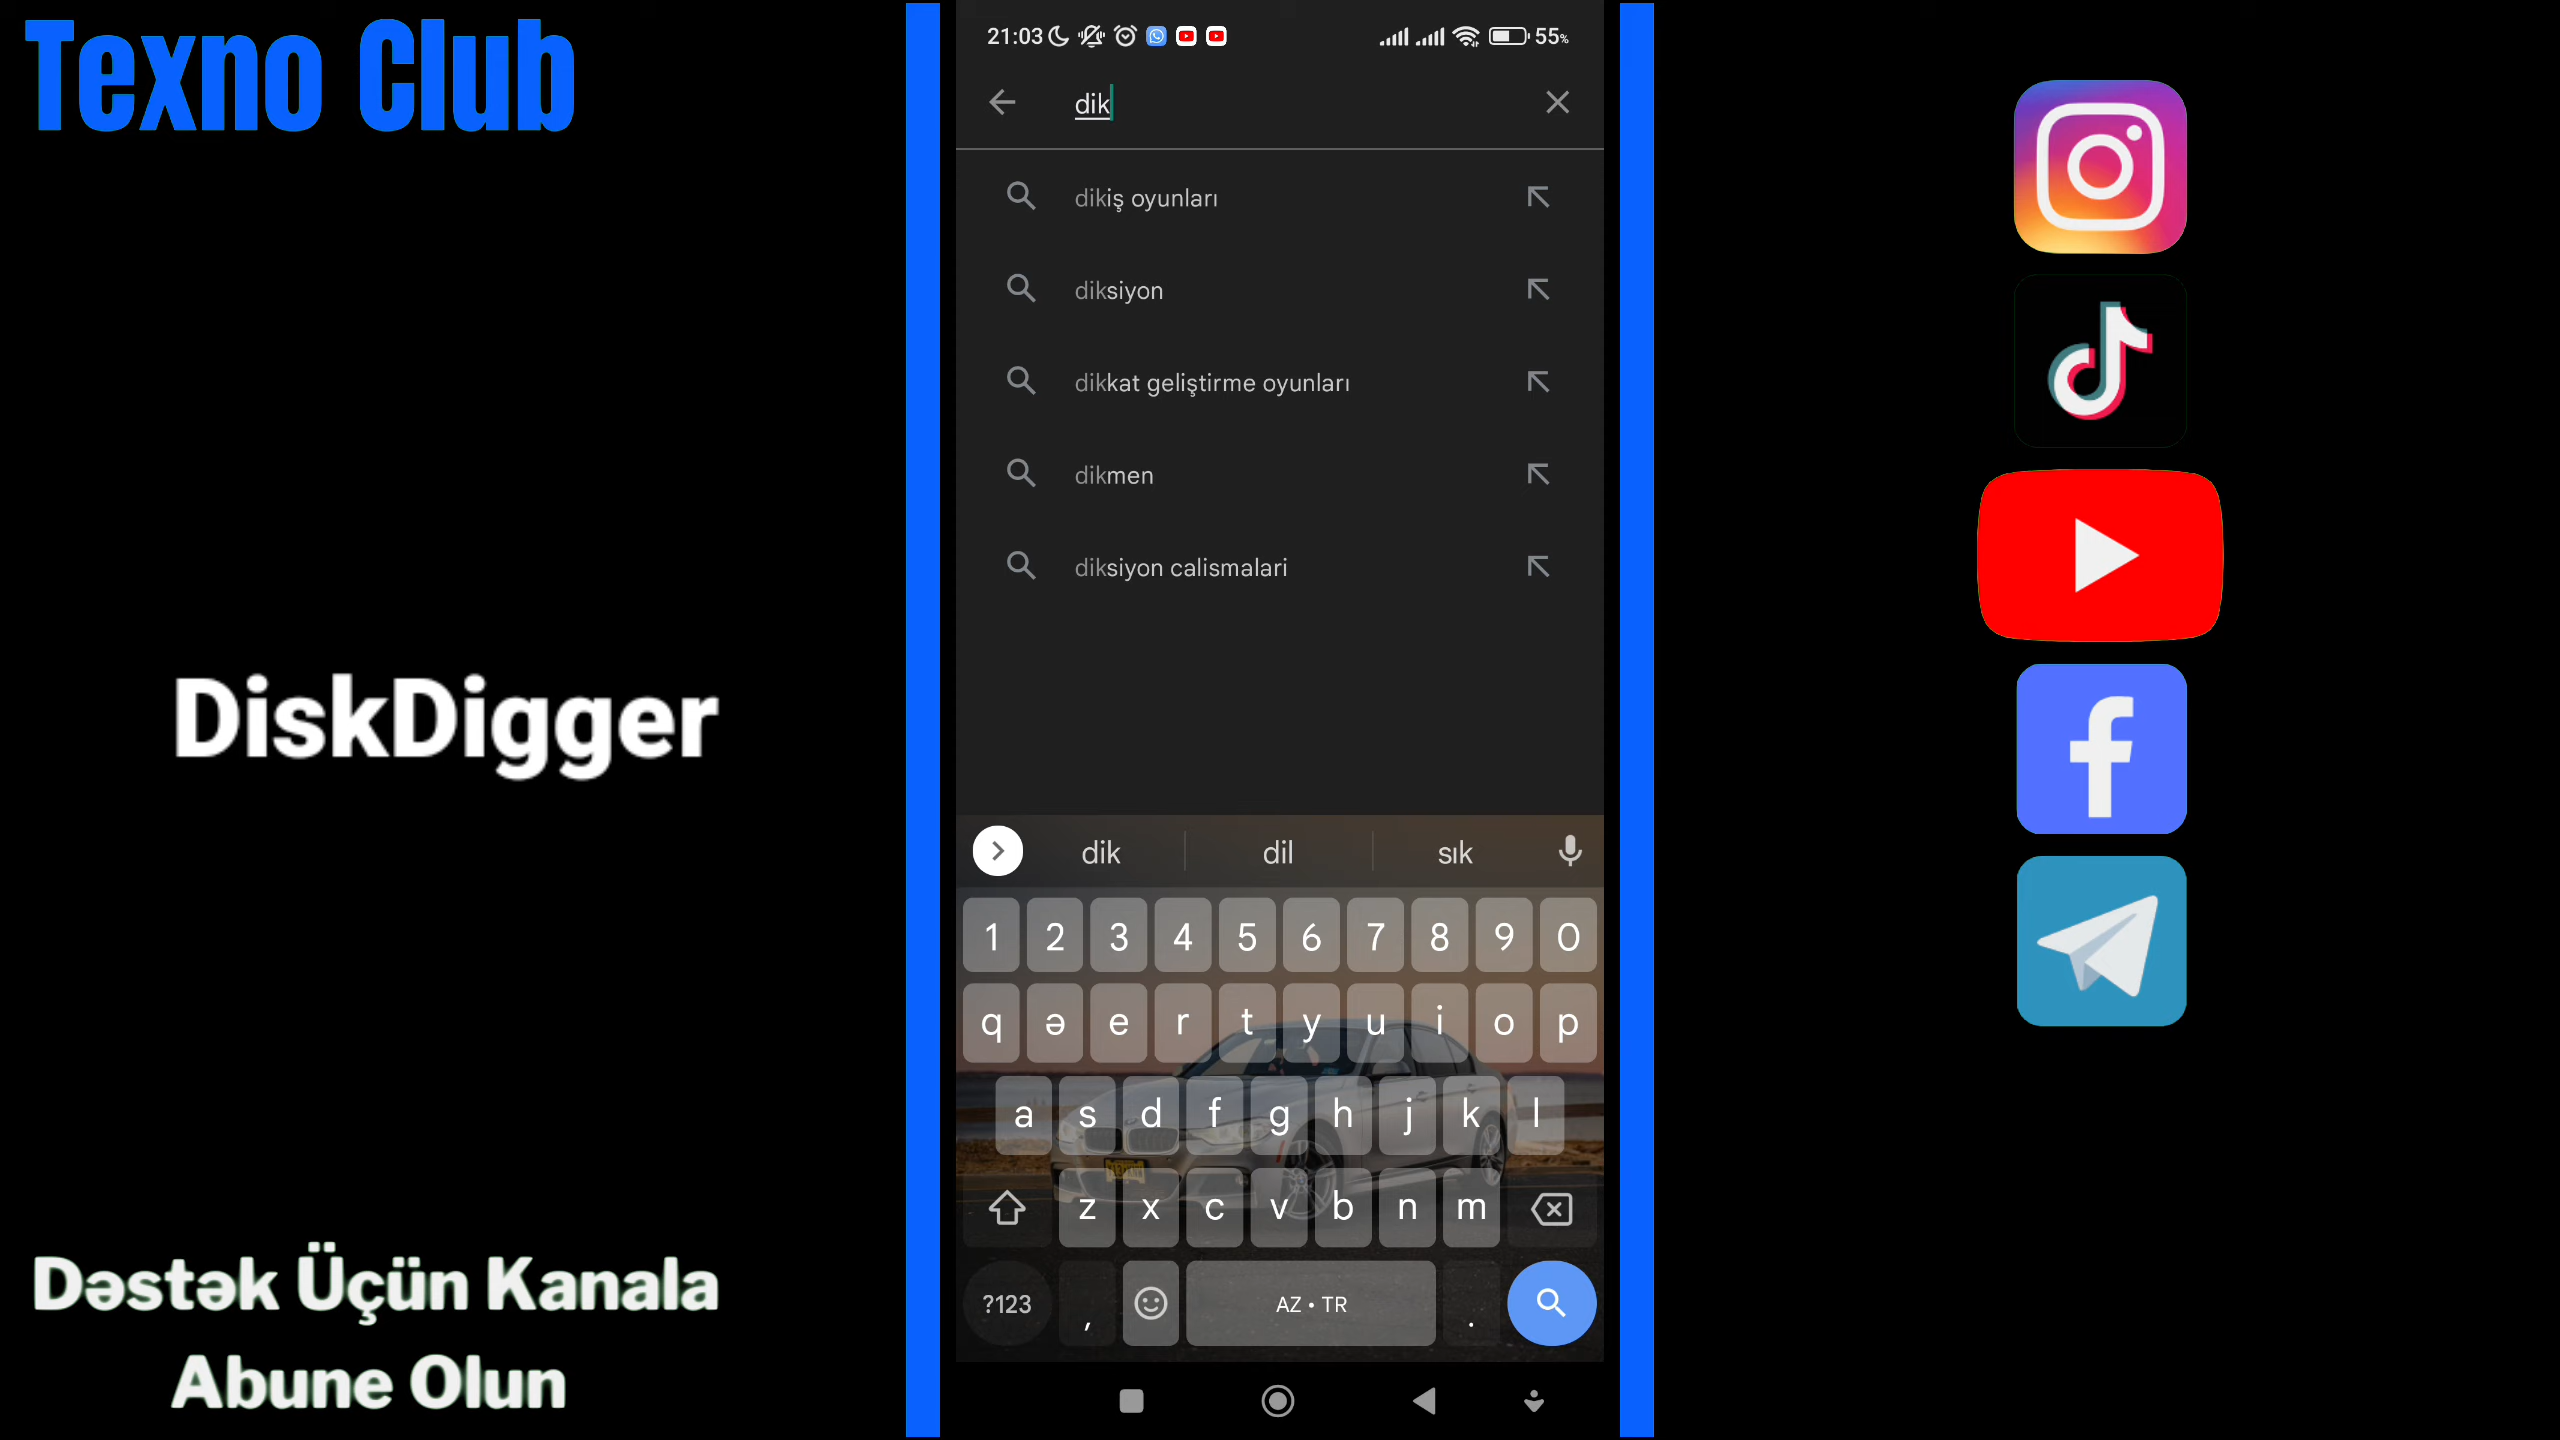 Texno Club
DiskDigger
Dəstək Üçün Kanala
Abune Olun
21:03
55%
dik
dikiş oyunları
diksiyon
dikkat geliştirme oyunları
dikmen
diksiyon calismalari
dik dil sık
1 2 3 4 5 6 7 8 9 0
q ə e r t y u i o p
a s d f g h j k l
z x c v b n m
?123 , AZ • TR .